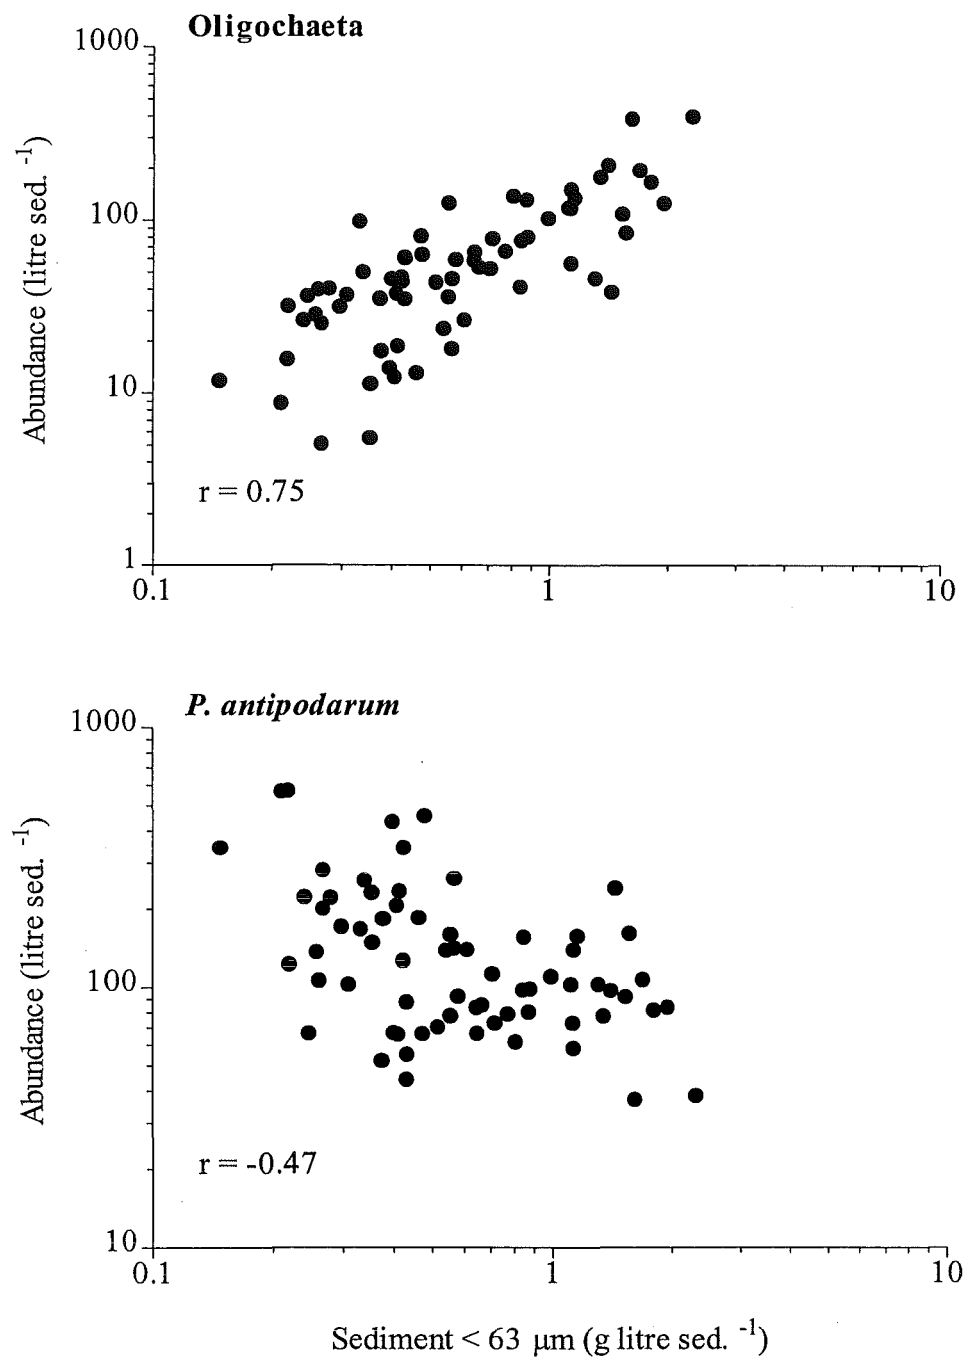 Oligochaeta
1000
100
10
1
Abundance (litre sed. -1)
r = 0.75
0.1 1 10
P. antipodarum
1000
100
10
Abundance (litre sed. -1)
r = -0.47
0.1 1 10
Sediment < 63 µm (g litre sed. -1)